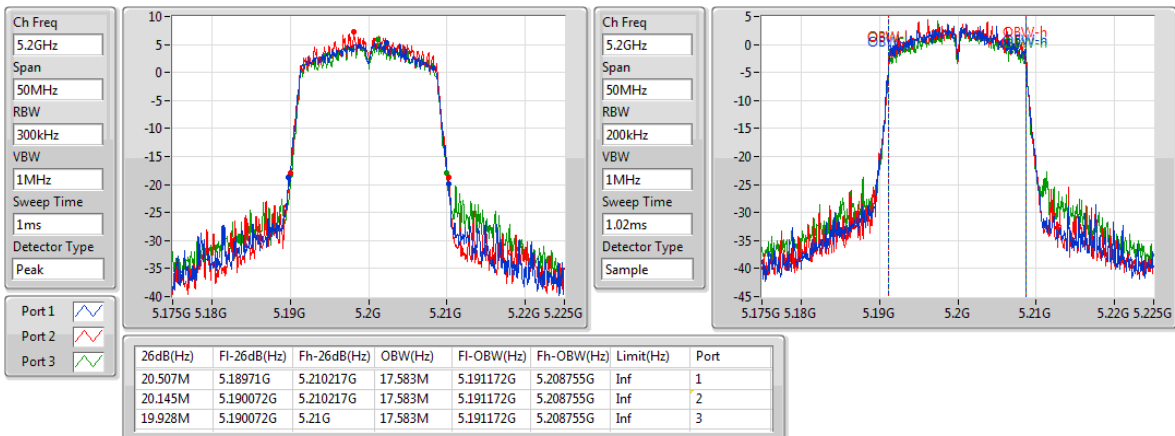 Ch Freq
5.2GHz
Span
50MHz
RBW
300kHz
VBW
1MHz
Sweep Time
1ms
Detector Type
Peak
Port 1
Port 2
Port 3
10
5
0
-5
-10
-15
-20
-25
-30
-35
-40
5.175G 5.18G 5.19G 5.2G 5.21G 5.22G 5.225G
Ch Freq
5.2GHz
Span
50MHz
RBW
200kHz
VBW
1MHz
Sweep Time
1.02ms
Detector Type
Sample
10
5
0
-5
-10
-15
-20
-25
-30
-35
-40
-45
OBW-h
OBW-h
5.175G 5.18G 5.19G 5.2G 5.21G 5.22G 5.225G
26dB(Hz) Fl-26dB(Hz) Fh-26dB(Hz) OBW(Hz) Fl-OBW(Hz) Fh-OBW(Hz) Limit(Hz) Port
20.507M 5.18971G 5.210217G 17.583M 5.191172G 5.208755G Inf 1
20.145M 5.190072G 5.210217G 17.583M 5.191172G 5.208755G Inf 2
19.928M 5.190072G 5.21G 17.583M 5.191172G 5.208755G Inf 3